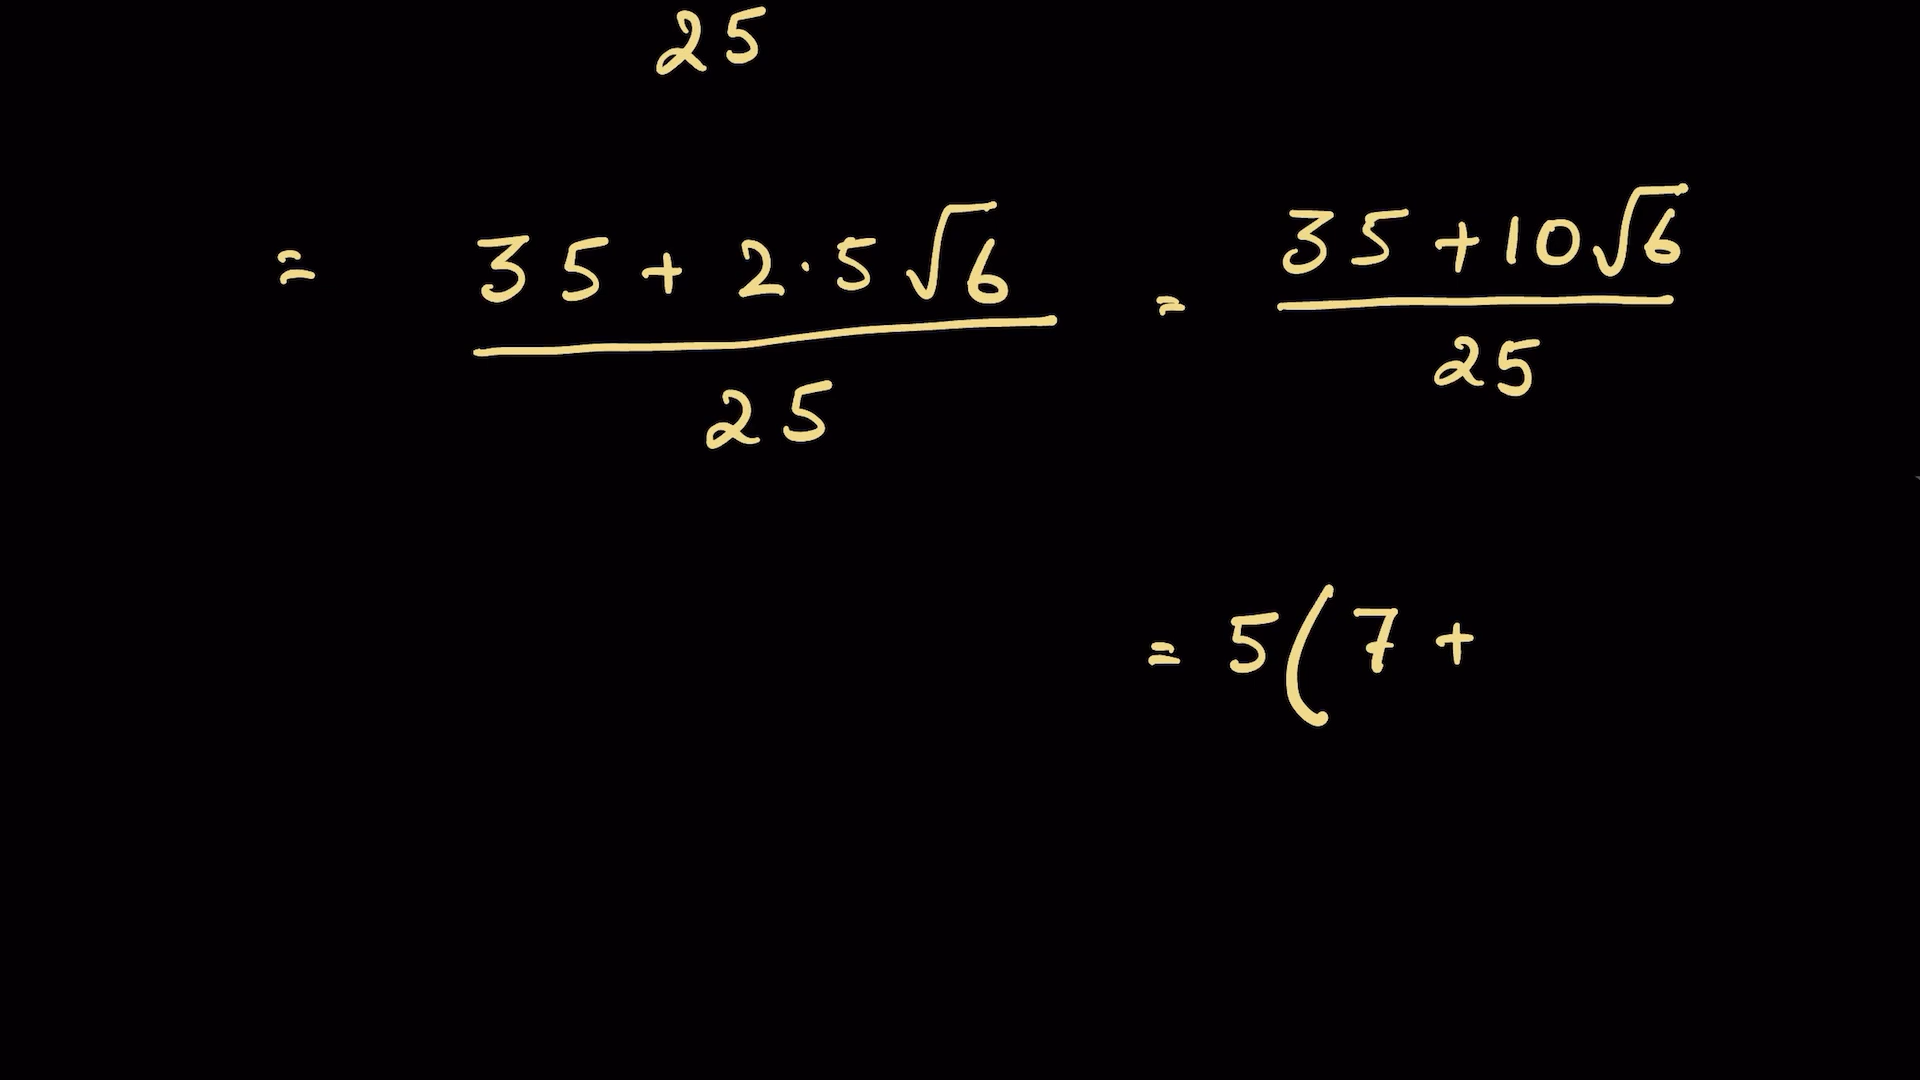 25
= 35 + 2·5√6 / 25 = 35 + 10√6 / 25
= 5(7 +